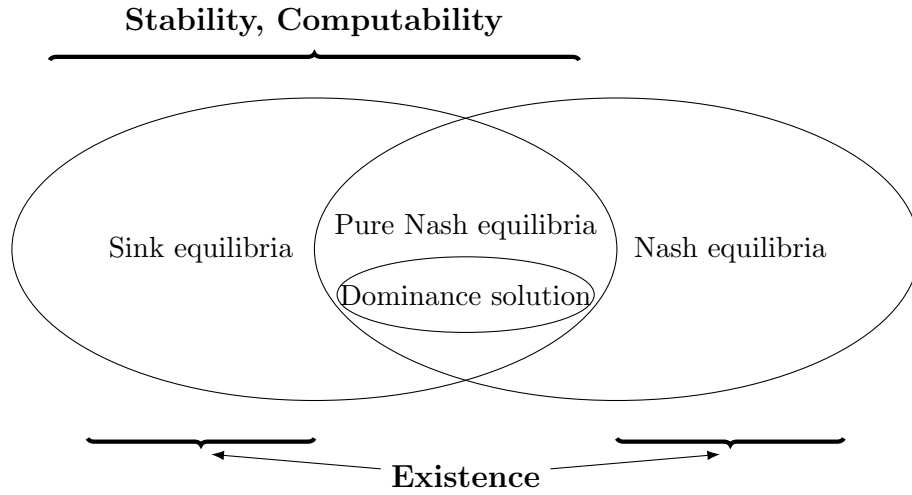 Stability, Computability
Pure Nash equilibria
Sink equilibria
Nash equilibria
Dominance solution
Existence